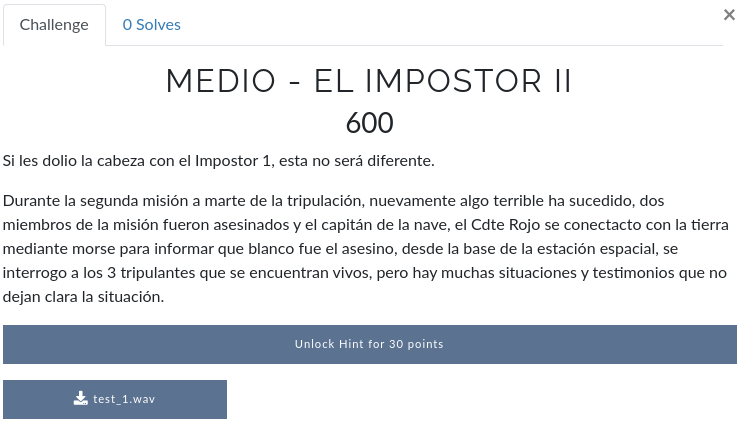 Challenge
0 Solves
×
MEDIO - EL IMPOSTOR II
600
Si les dolio la cabeza con el Impostor 1, esta no será diferente.
Durante la segunda misión a marte de la tripulación, nuevamente algo terrible ha sucedido, dos
miembros de la misión fueron asesinados y el capitán de la nave, el Cdte Rojo se conectacto con la tierra
mediante morse para informar que blanco fue el asesino, desde la base de la estación espacial, se
interrogo a los 3 tripulantes que se encuentran vivos, pero hay muchas situaciones y testimonios que no
dejan clara la situación.
Unlock Hint for 30 points
test_1.wav